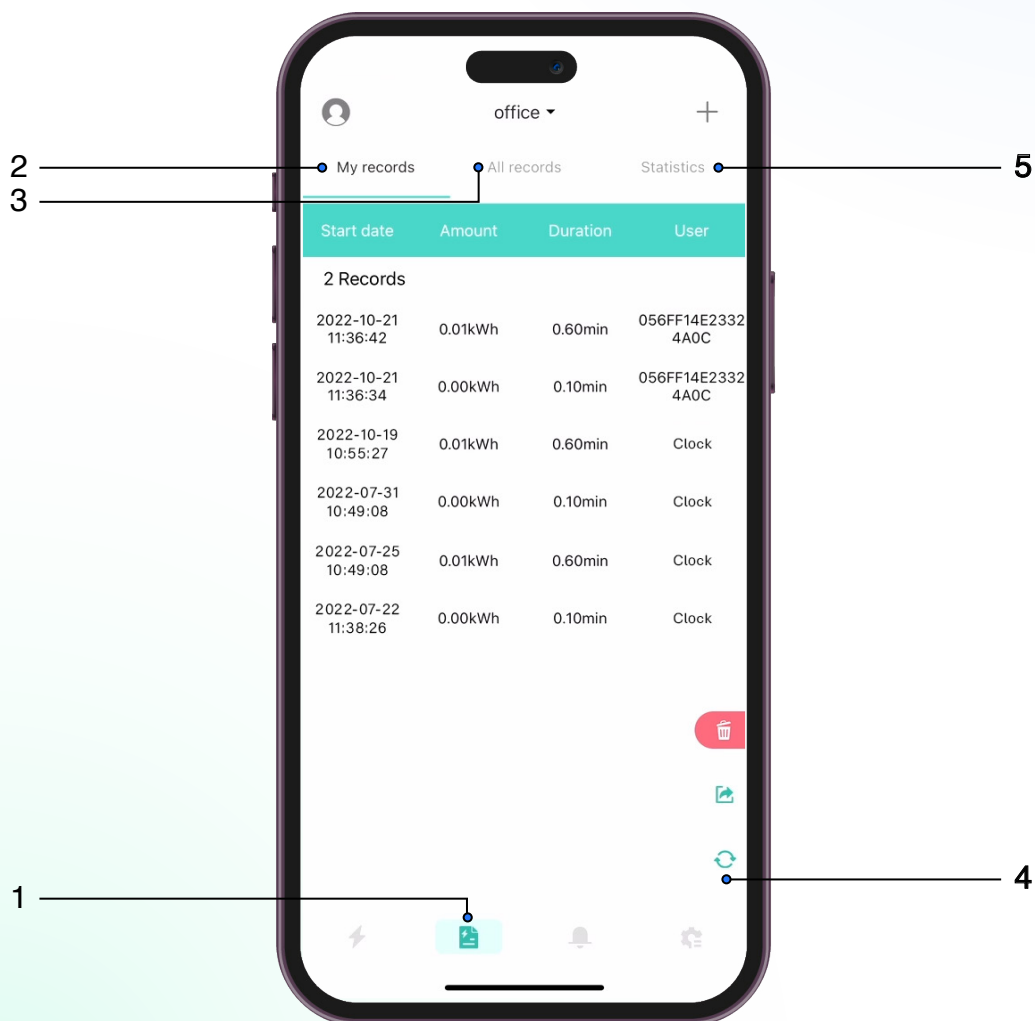 office
2 My records All records Statistics 5
3
Start date Amount Duration User
2 Records
2022-10-21 0.01kWh 0.60min 056FF14E2332
11:36:42 4A0C
2022-10-21 0.00kWh 0.10min 056FF14E2332
11:36:34 4A0C
2022-10-19 0.01kWh 0.60min Clock
10:55:27
2022-07-31 0.00kWh 0.10min Clock
10:49:08
2022-07-25 0.01kWh 0.60min Clock
10:49:08
2022-07-22 0.00kWh 0.10min Clock
11:38:26
4
1